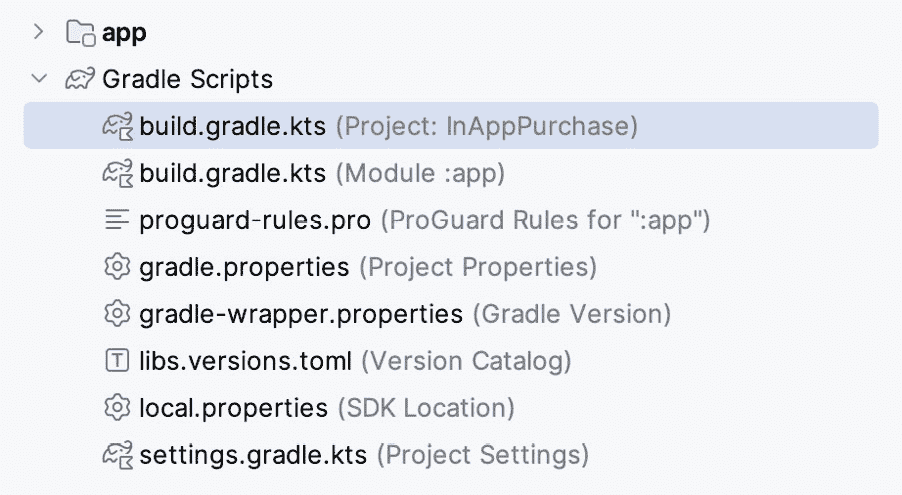 app
Gradle Scripts
build.gradle.kts (Project: InAppPurchase)
build.gradle.kts (Module :app)
proguard-rules.pro (ProGuard Rules for ":app")
gradle.properties (Project Properties)
gradle-wrapper.properties (Gradle Version)
T libs.versions.toml (Version Catalog)
local.properties (SDK Location)
settings.gradle.kts (Project Settings)